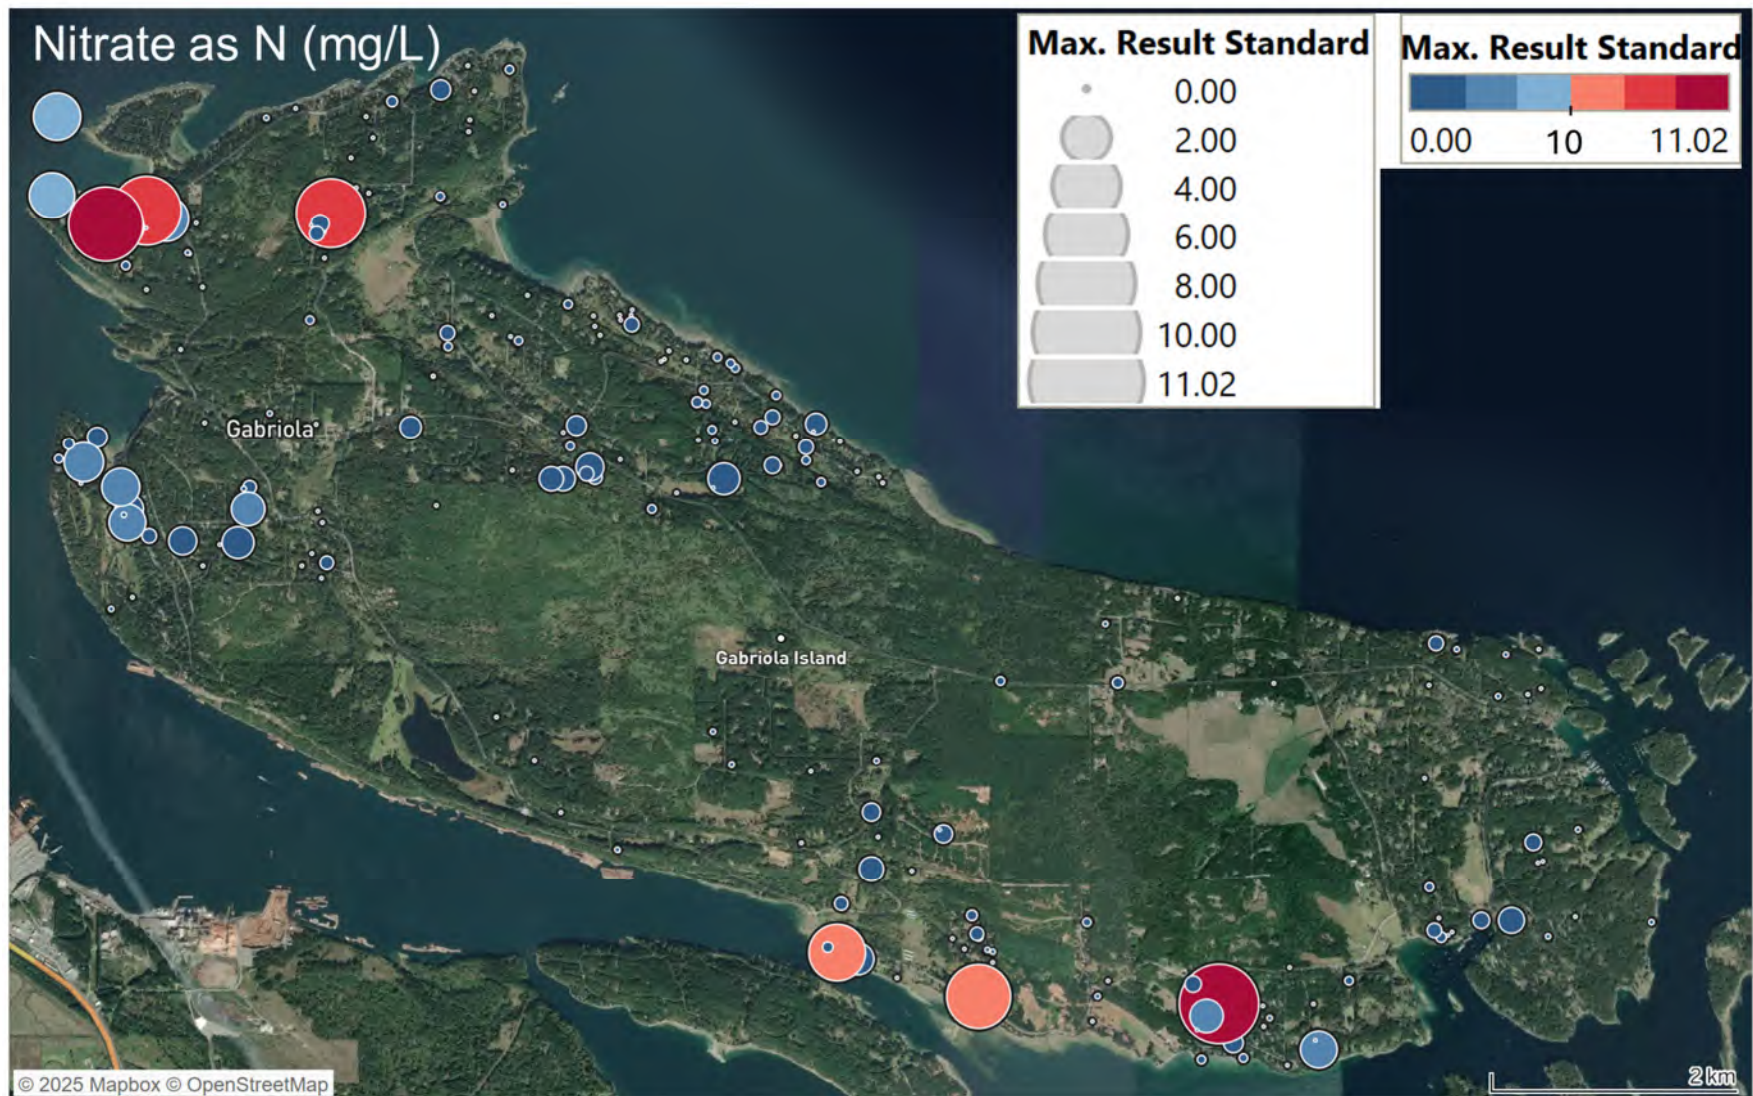 Nitrate as N (mg/L)
Max. Result Standard
0.00
2.00
4.00
6.00
8.00
10.00
11.02
Max. Result Standard
0.00 10 11.02
Gabriola
Gabriola Island
© 2025 Mapbox © OpenStreetMap
2 km